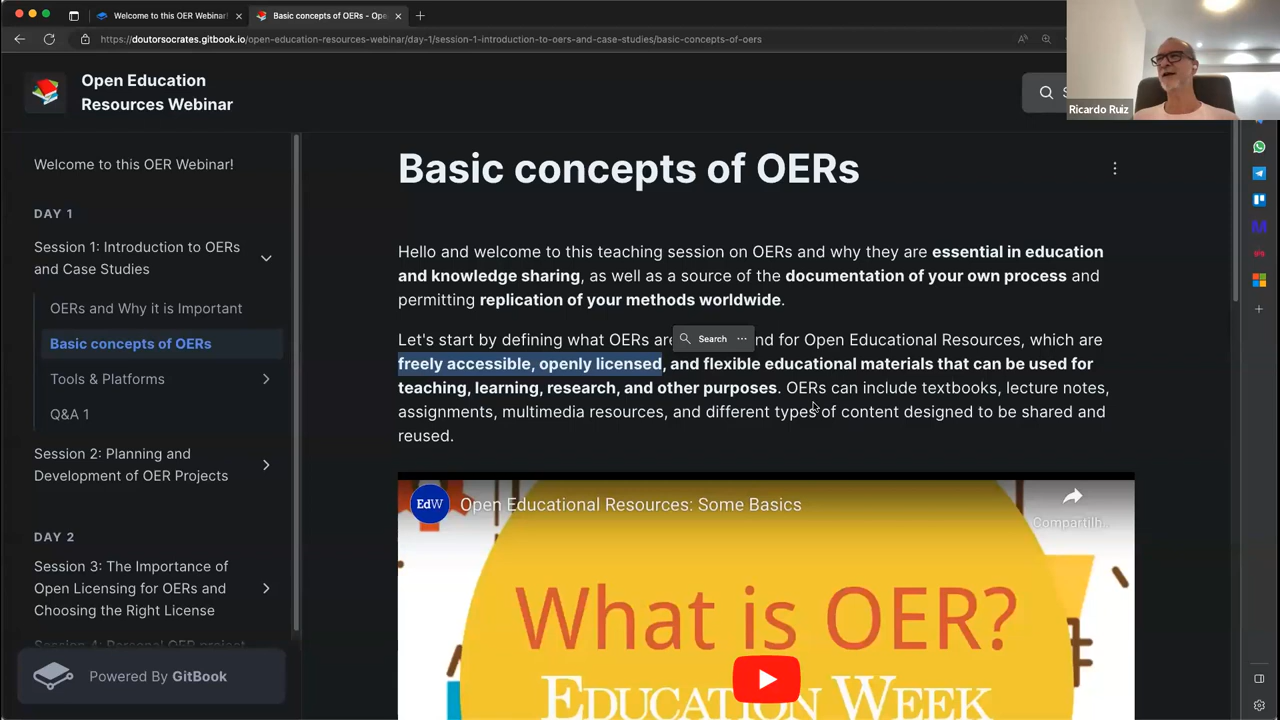 Welcome to this OER Webinar!
Basic concepts of OERs - Ope
https://doutorsocrates.gitbook.io/open-education-resources-webinar/day-1/session-1-introduction-to-oers-and-case-studies/basic-concepts-of-oers
Ricardo Ruiz
Open Education
Resources Webinar
Welcome to this OER Webinar!
DAY 1
Session 1: Introduction to OERs
and Case Studies
OERs and Why it is Important
Basic concepts of OERs
Tools & Platforms
Q&A 1
Session 2: Planning and
Development of OER Projects
DAY 2
Session 3: The Importance of
Open Licensing for OERs and
Choosing the Right License
Session 4: Personal OER project
Powered By GitBook
Basic concepts of OERs
Hello and welcome to this teaching session on OERs and why they are essential in education
and knowledge sharing, as well as a source of the documentation of your own process and
permitting replication of your methods worldwide.
Let's start by defining what OERs are nd for Open Educational Resources, which are
Search
freely accessible, openly licensed, and flexible educational materials that can be used for
teaching, learning, research, and other purposes. OERs can include textbooks, lecture notes,
assignments, multimedia resources, and different types of content designed to be shared and
reused.
EdW
Open Educational Resources: Some Basics
Compartilh..
What is OER?
EDUCATION WEEK